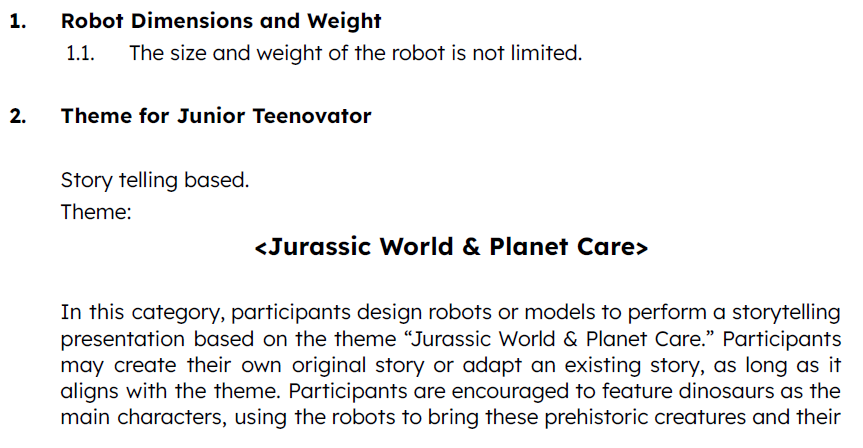 1. Robot Dimensions and Weight
1.1. The size and weight of the robot is not limited.
2. Theme for Junior Teenovator
Story telling based.
Theme:
<Jurassic World & Planet Care>
In this category, participants design robots or models to perform a storytelling
presentation based on the theme “Jurassic World & Planet Care.” Participants
may create their own original story or adapt an existing story, as long as it
aligns with the theme. Participants are encouraged to feature dinosaurs as the
main characters, using the robots to bring these prehistoric creatures and their